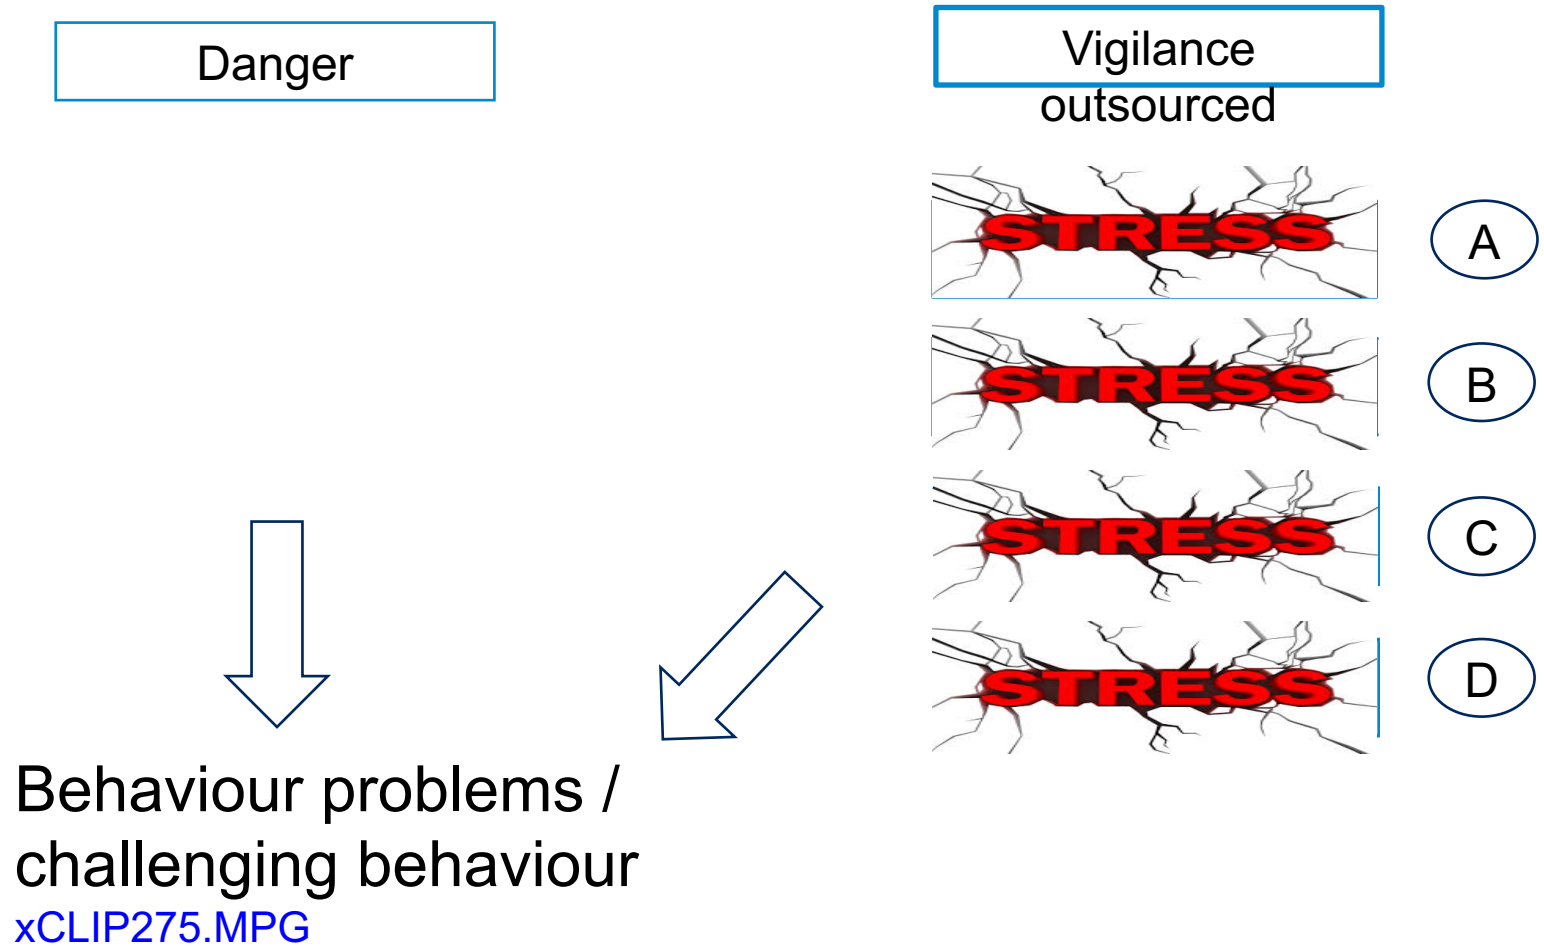 Danger
Vigilance
outsourced
STRESS
A
STRESS
B
STRESS
C
STRESS
D
Behaviour problems /
challenging behaviour
xCLIP275.MPG